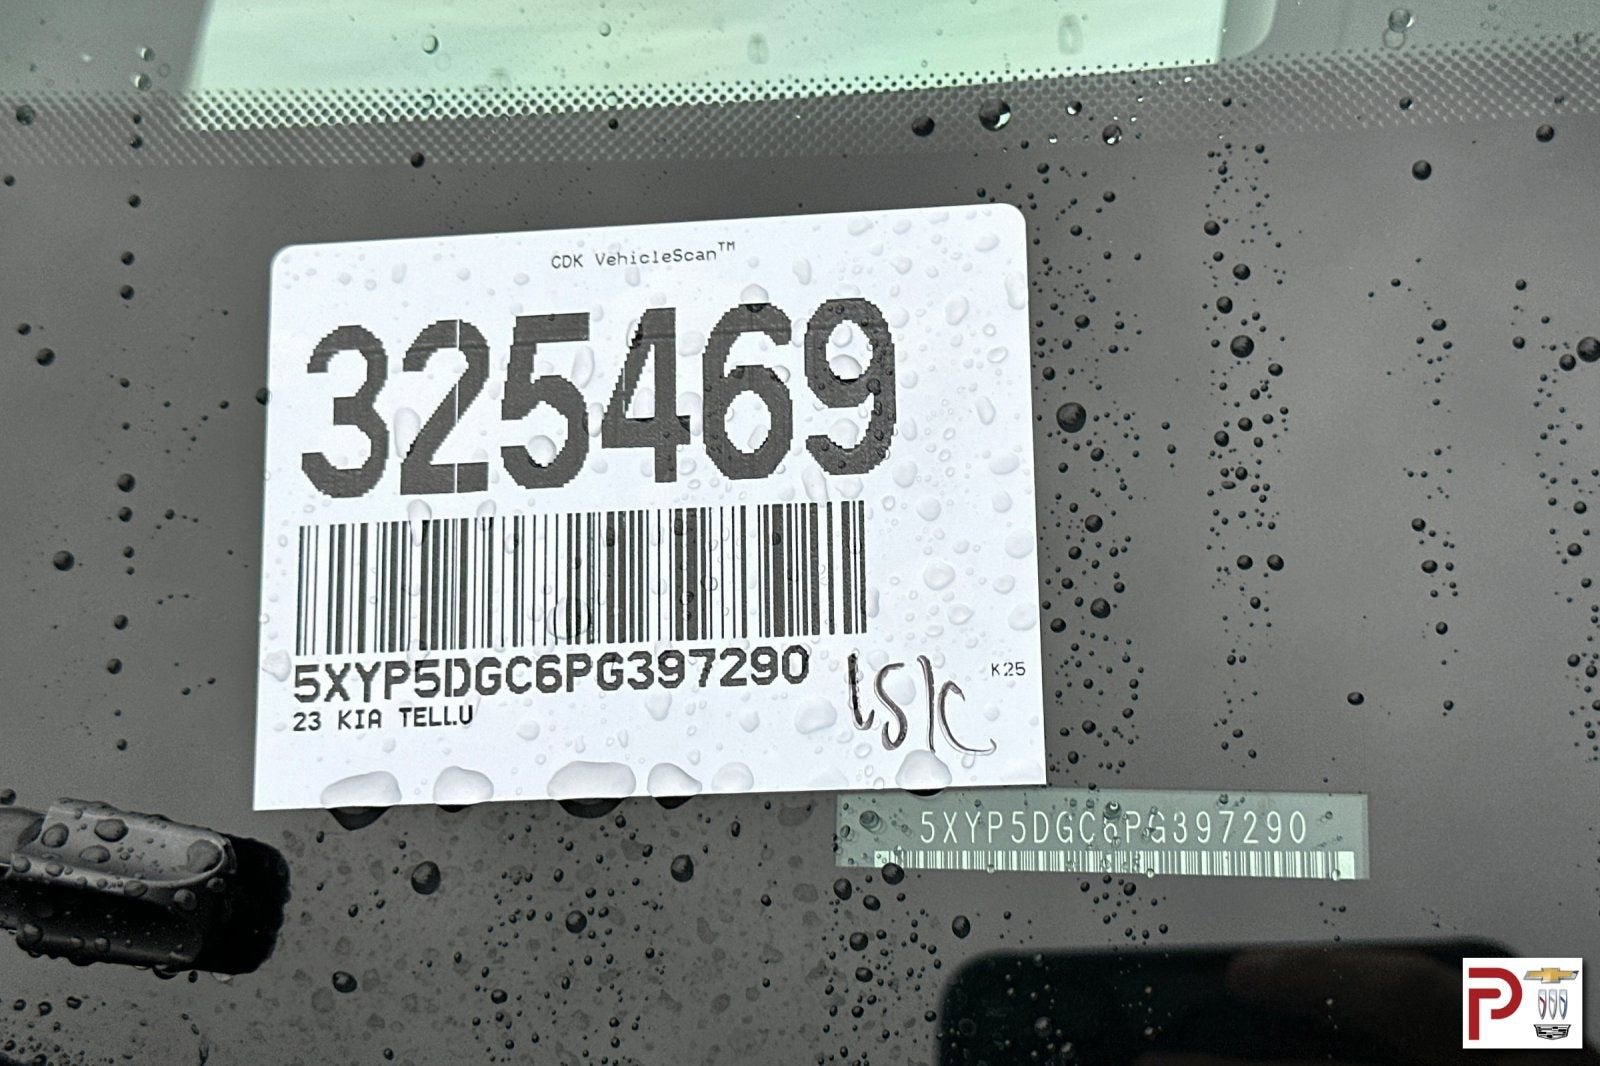 CDK VehicleScan™
325469
5XYP5DGC6PG397290
23 KIA TELLU
K25
5XYP5DGC6PG397290
P